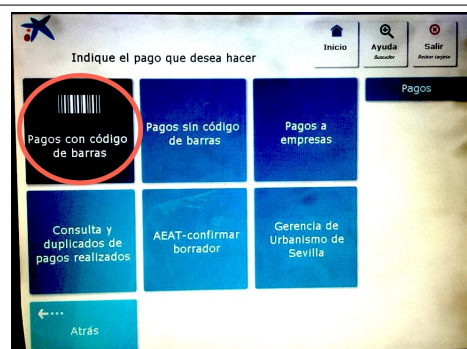 Indique el pago que desea hacer
Inicio
Ayuda
Buscador
Salir
Retirar tarjeta
Pagos
Pagos con código
de barras
Pagos sin código
de barras
Pagos a
empresas
Consulta y
duplicados de
pagos realizados
AEAT-confirmar
borrador
Gerencia de
Urbanismo de
Sevilla
Atrás